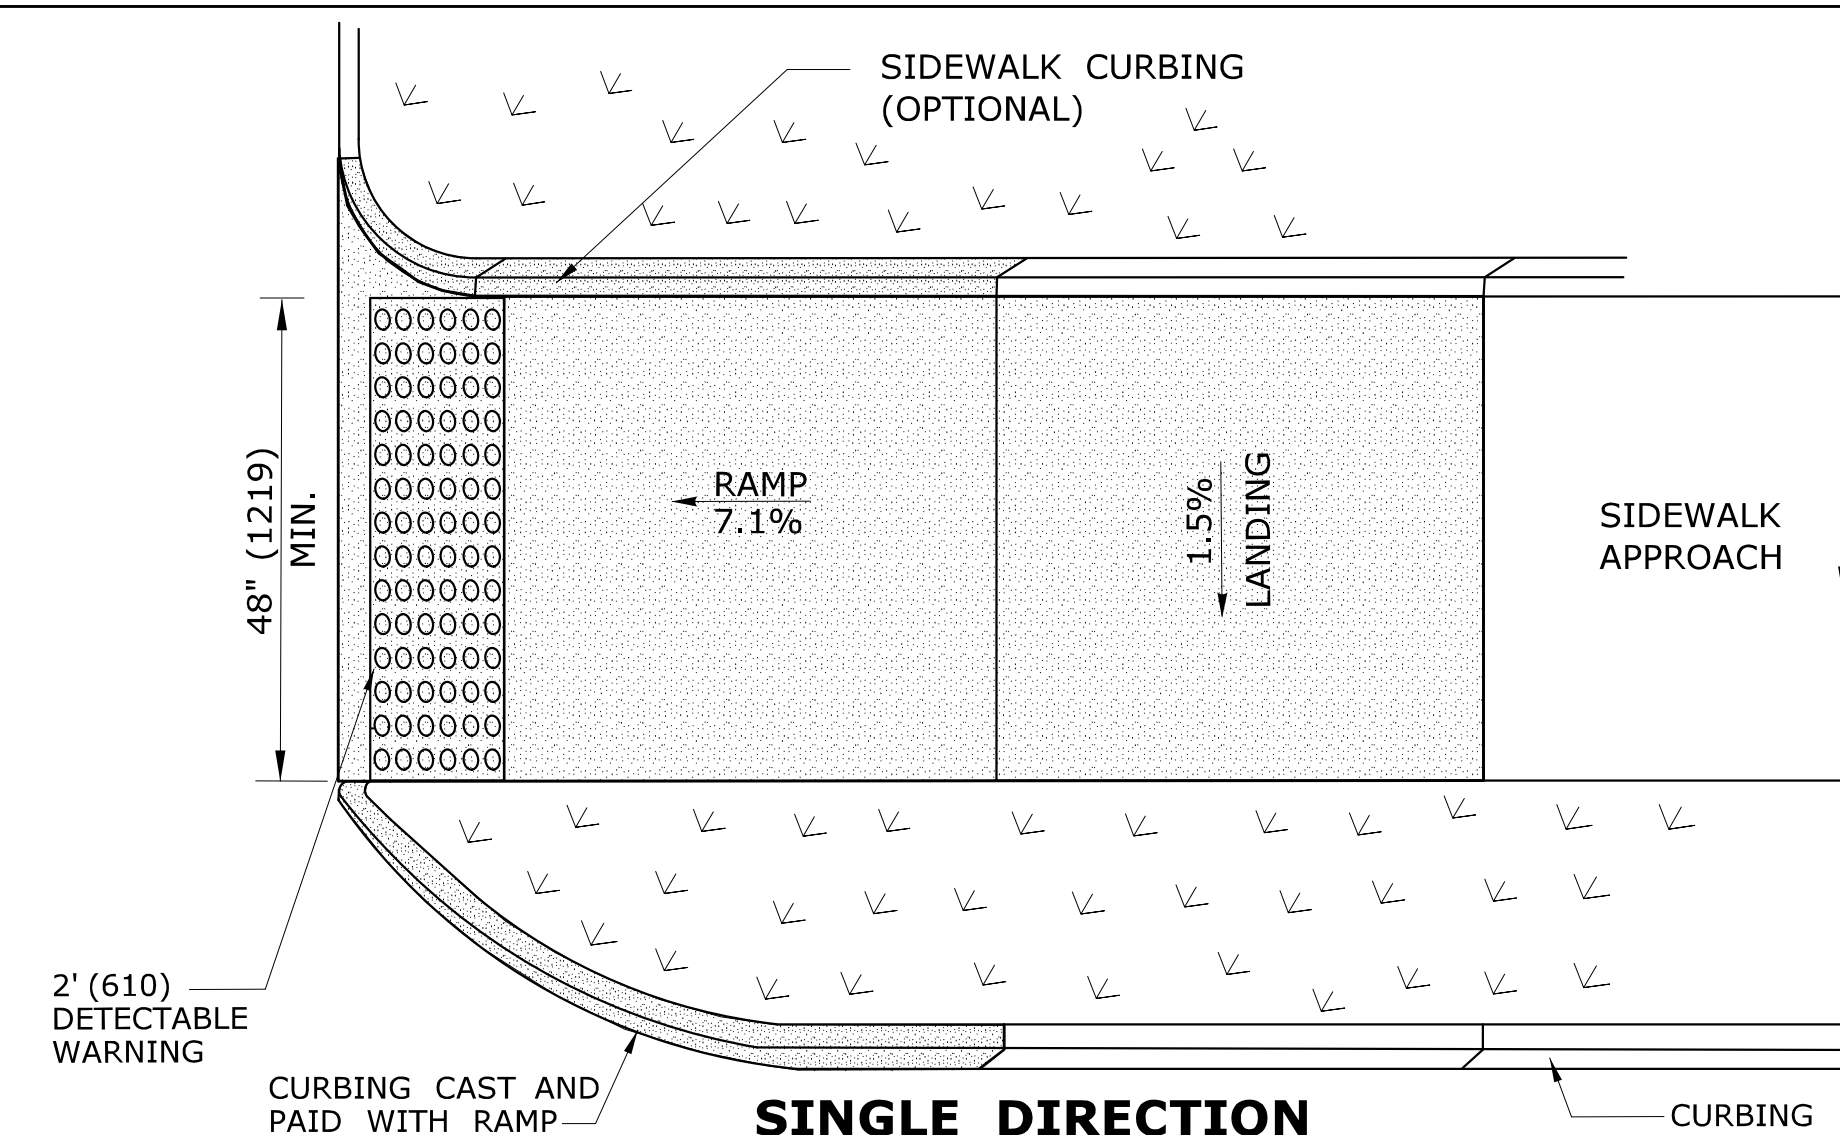 SIDEWALK CURBING
(OPTIONAL)
48" (1219)
MIN.
RAMP
7.1%
1.5%
LANDING
SIDEWALK
APPROACH
2' (610)
DETECTABLE
WARNING
CURBING CAST AND
PAID WITH RAMP
SINGLE DIRECTION
CURBING